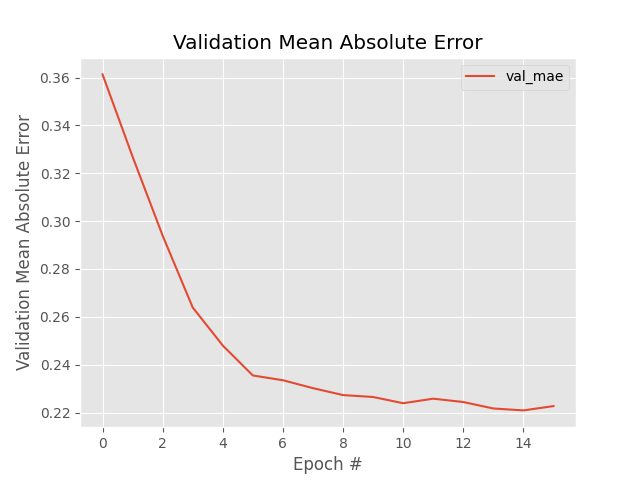 Validation Mean Absolute Error
val_mae
Validation Mean Absolute Error
0.36
0.34
0.32
0.30
0.28
0.26
0.24
0.22
0 2 4 6 8 10 12 14
Epoch #